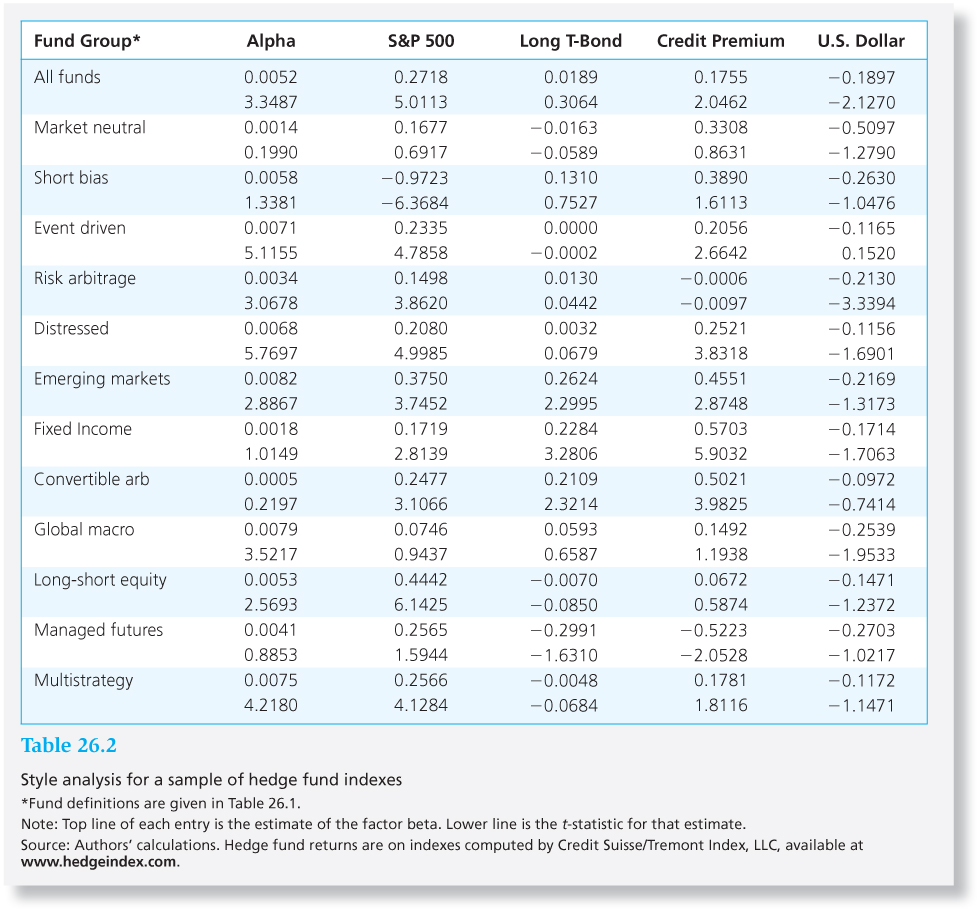 Fund Group* Alpha S&P 500 Long T-Bond Credit Premium U.S. Dollar
All funds 0.0052 0.2718 0.0189 0.1755 −0.1897
3.3487 5.0113 0.3064 2.0462 −2.1270
Market neutral 0.0014 0.1677 −0.0163 0.3308 −0.5097
0.1990 0.6917 −0.0589 0.8631 −1.2790
Short bias 0.0058 −0.9723 0.1310 0.3890 −0.2630
1.3381 −6.3684 0.7527 1.6113 −1.0476
Event driven 0.0071 0.2335 0.0000 0.2056 −0.1165
5.1155 4.7858 −0.0002 2.6642 0.1520
Risk arbitrage 0.0034 0.1498 0.0130 −0.0006 −0.2130
3.0678 3.8620 0.0442 −0.0097 −3.3394
Distressed 0.0068 0.2080 0.0032 0.2521 −0.1156
5.7697 4.9985 0.0679 3.8318 −1.6901
Emerging markets 0.0082 0.3750 0.2624 0.4551 −0.2169
2.8867 3.7452 2.2995 2.8748 −1.3173
Fixed Income 0.0018 0.1719 0.2284 0.5703 −0.1714
1.0149 2.8139 3.2806 5.9032 −1.7063
Convertible arb 0.0005 0.2477 0.2109 0.5021 −0.0972
0.2197 3.1066 2.3214 3.9825 −0.7414
Global macro 0.0079 0.0746 0.0593 0.1492 −0.2539
3.5217 0.9437 0.6587 1.1938 −1.9533
Long-short equity 0.0053 0.4442 −0.0070 0.0672 −0.1471
2.5693 6.1425 −0.0850 0.5874 −1.2372
Managed futures 0.0041 0.2565 −0.2991 −0.5223 −0.2703
0.8853 1.5944 −1.6310 −2.0528 −1.0217
Multistrategy 0.0075 0.2566 −0.0048 0.1781 −0.1172
4.2180 4.1284 −0.0684 1.8116 −1.1471
Table 26.2
Style analysis for a sample of hedge fund indexes
*Fund definitions are given in Table 26.1.
Note: Top line of each entry is the estimate of the factor beta. Lower line is the t-statistic for that estimate.
Source: Authors' calculations. Hedge fund returns are on indexes computed by Credit Suisse/Tremont Index, LLC, available at
www.hedgeindex.com.